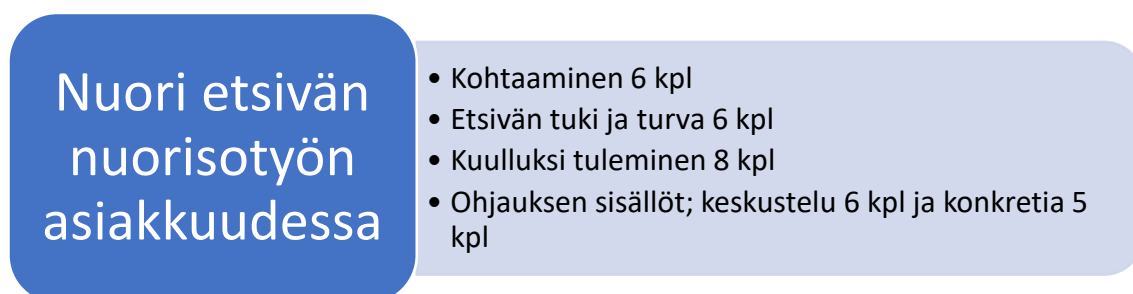 Nuori etsivän
nuorisotyön
asiakkuudessa
• Kohtaaminen 6 kpl
• Etsivän tuki ja turva 6 kpl
• Kuulluksi tuleminen 8 kpl
• Ohjauksen sisällöt; keskustelu 6 kpl ja konkretia 5
kpl